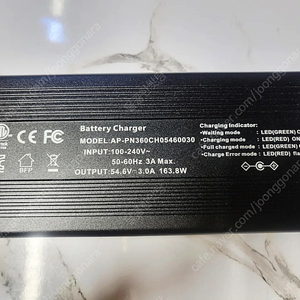 Battery Charger
MODEL:AP-PN360CH05460030
INPUT:100-240V~
50-60Hz 3A Max.
OUTPUT:54.6V⎓3.0A 163.8W
BFP
Charging Indicator:
-Waiting mode : LED(GREEN)
-Charging mode : LED(RED) ON
-Full charged mode : LED(GREEN)
-Charge Error mode : LED(RED)